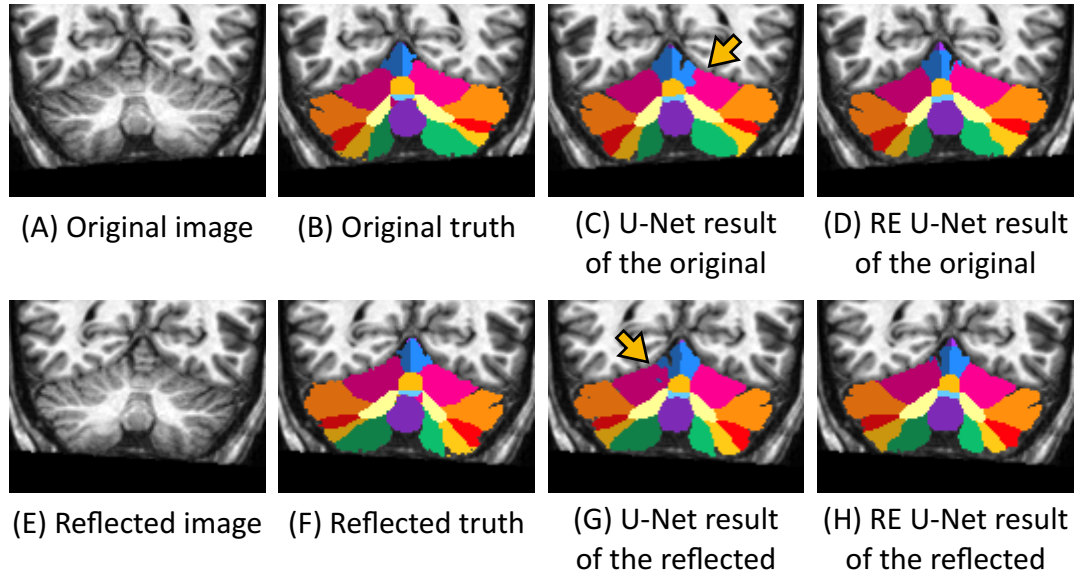 (A) Original image
(B) Original truth
(C) U-Net result
of the original
(D) RE U-Net result
of the original
(E) Reflected image
(F) Reflected truth
(G) U-Net result
of the reflected
(H) RE U-Net result
of the reflected